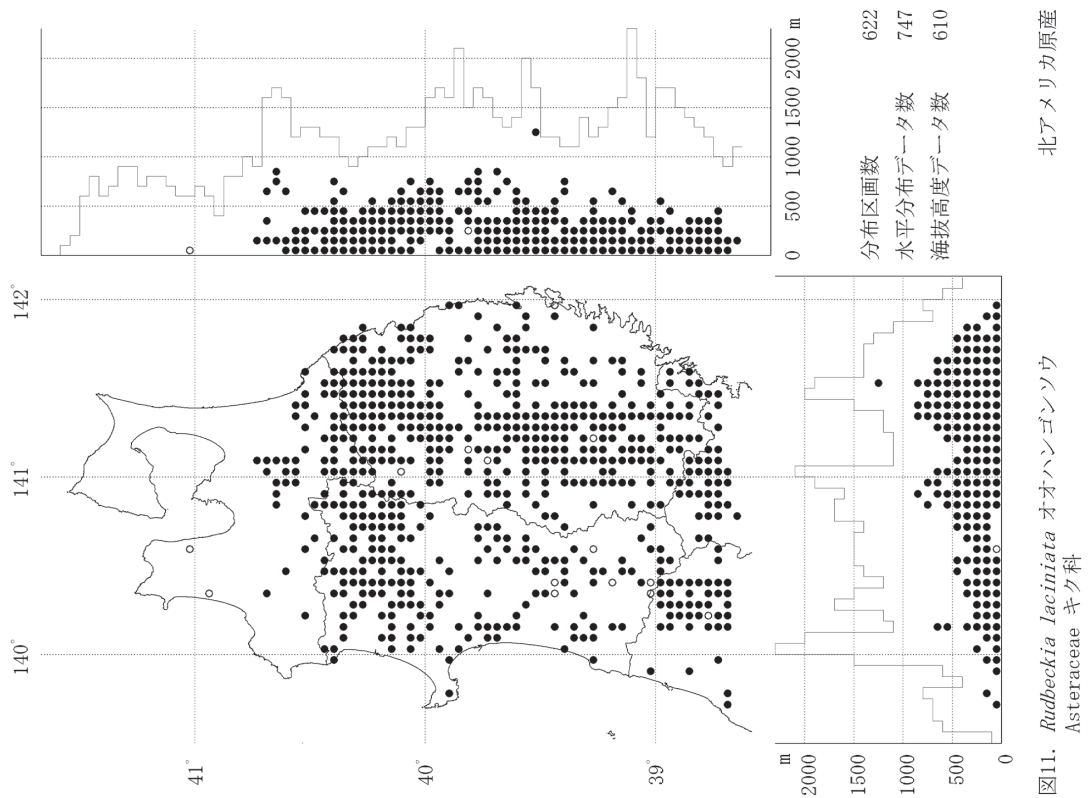 142°
141°
140°
41°
40°
39°
0 500 1000 1500 2000 m
m
2000
1500
1000
500
0
分布区画数 622
水平分布データ数 747
海抜高度データ数 610
図11. Rudbeckia laciniata オオハンゴンソウ
Asteraceae キク科
北アメリカ原産